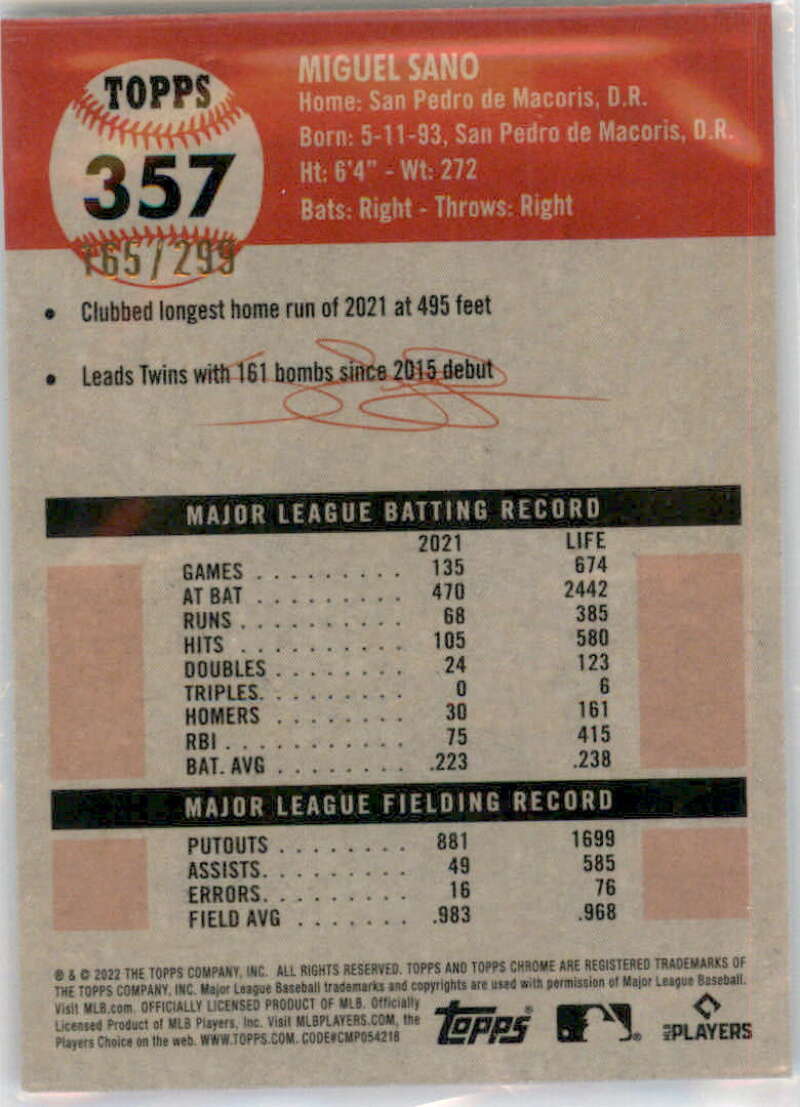 TOPPS
357
165/299
MIGUEL SANO
Home: San Pedro de Macoris, D.R.
Born: 5-11-93, San Pedro de Macoris, D.R.
Ht: 6'4" - Wt: 272
Bats: Right - Throws: Right
• Clubbed longest home run of 2021 at 495 feet
• Leads Twins with 161 bombs since 2015 debut
MAJOR LEAGUE BATTING RECORD
2021 LIFE
GAMES . . . . . . . . . 135 674
AT BAT . . . . . . . . . 470 2442
RUNS . . . . . . . . . . 68 385
HITS . . . . . . . . . . 105 580
DOUBLES . . . . . . . . 24 123
TRIPLES. . . . . . . . . 0 6
HOMERS . . . . . . . . 30 161
RBI . . . . . . . . . . . 75 415
BAT. AVG . . . . . . . . .223 .238
MAJOR LEAGUE FIELDING RECORD
PUTOUTS . . . . . . . . 881 1699
ASSISTS. . . . . . . . . 49 585
ERRORS. . . . . . . . . 16 76
FIELD AVG . . . . . . . .983 .968
® & © 2022 THE TOPPS COMPANY, INC. ALL RIGHTS RESERVED. TOPPS AND TOPPS CHROME ARE REGISTERED TRADEMARKS OF
THE TOPPS COMPANY, INC. Major League Baseball trademarks and copyrights are used with permission of Major League Baseball.
Visit MLB.com. OFFICIALLY LICENSED PRODUCT OF MLB. Officially
Licensed Product of MLB Players, Inc. Visit MLBPLAYERS.COM, the
Players Choice on the web. WWW.TOPPS.COM. CODE#CMP054216
topps®
MLB PLAYERS